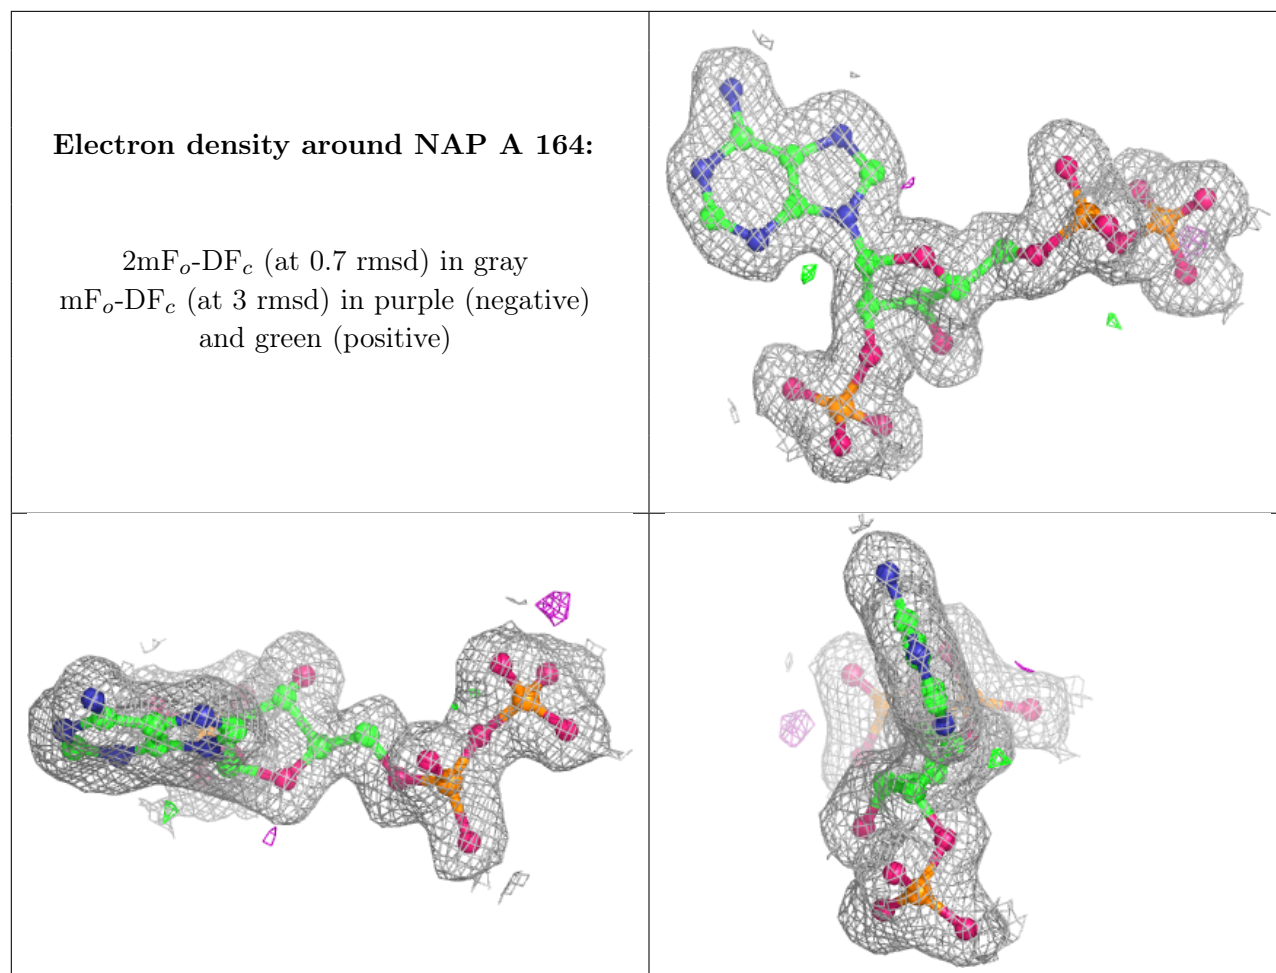 Electron density around NAP A 164:
2mFo-DFc (at 0.7 rmsd) in gray
mFo-DFc (at 3 rmsd) in purple (negative)
and green (positive)